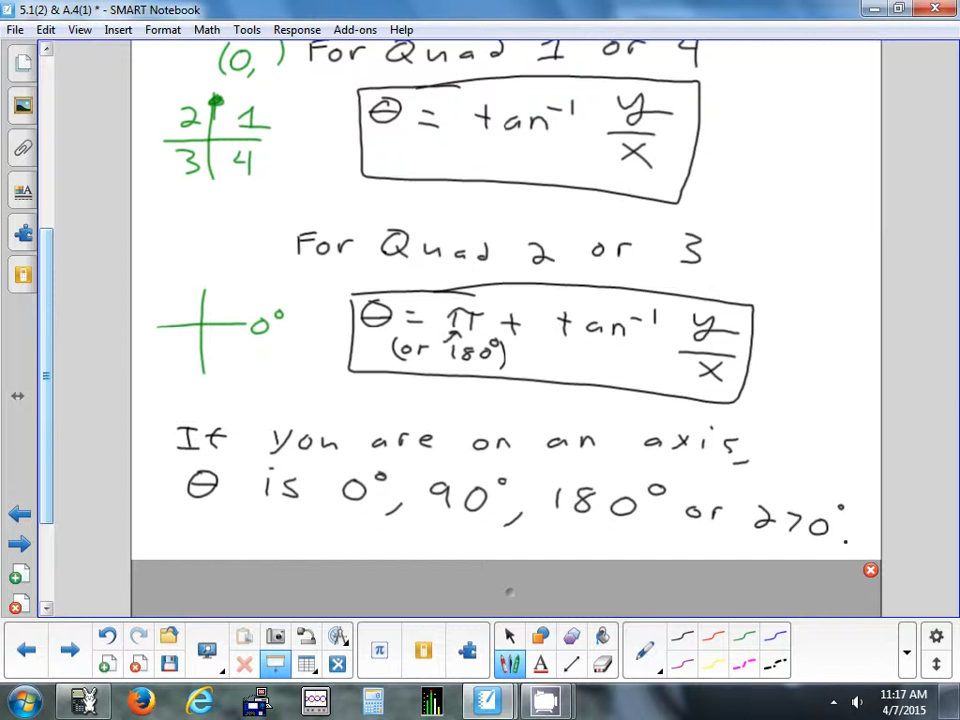 5.1(2) & A.4(1) * - SMART Notebook
File Edit View Insert Format Math Tools Response Add-ons Help
(0, ) For Quad 1 or 4
2 1
3 4
θ = tan⁻¹ y/x
For Quad 2 or 3
0°
θ = π + tan⁻¹ y/x
(or 180°)
If you are on an axis,
θ is 0°, 90°, 180° or 270°.
π
A
11:17 AM
4/7/2015